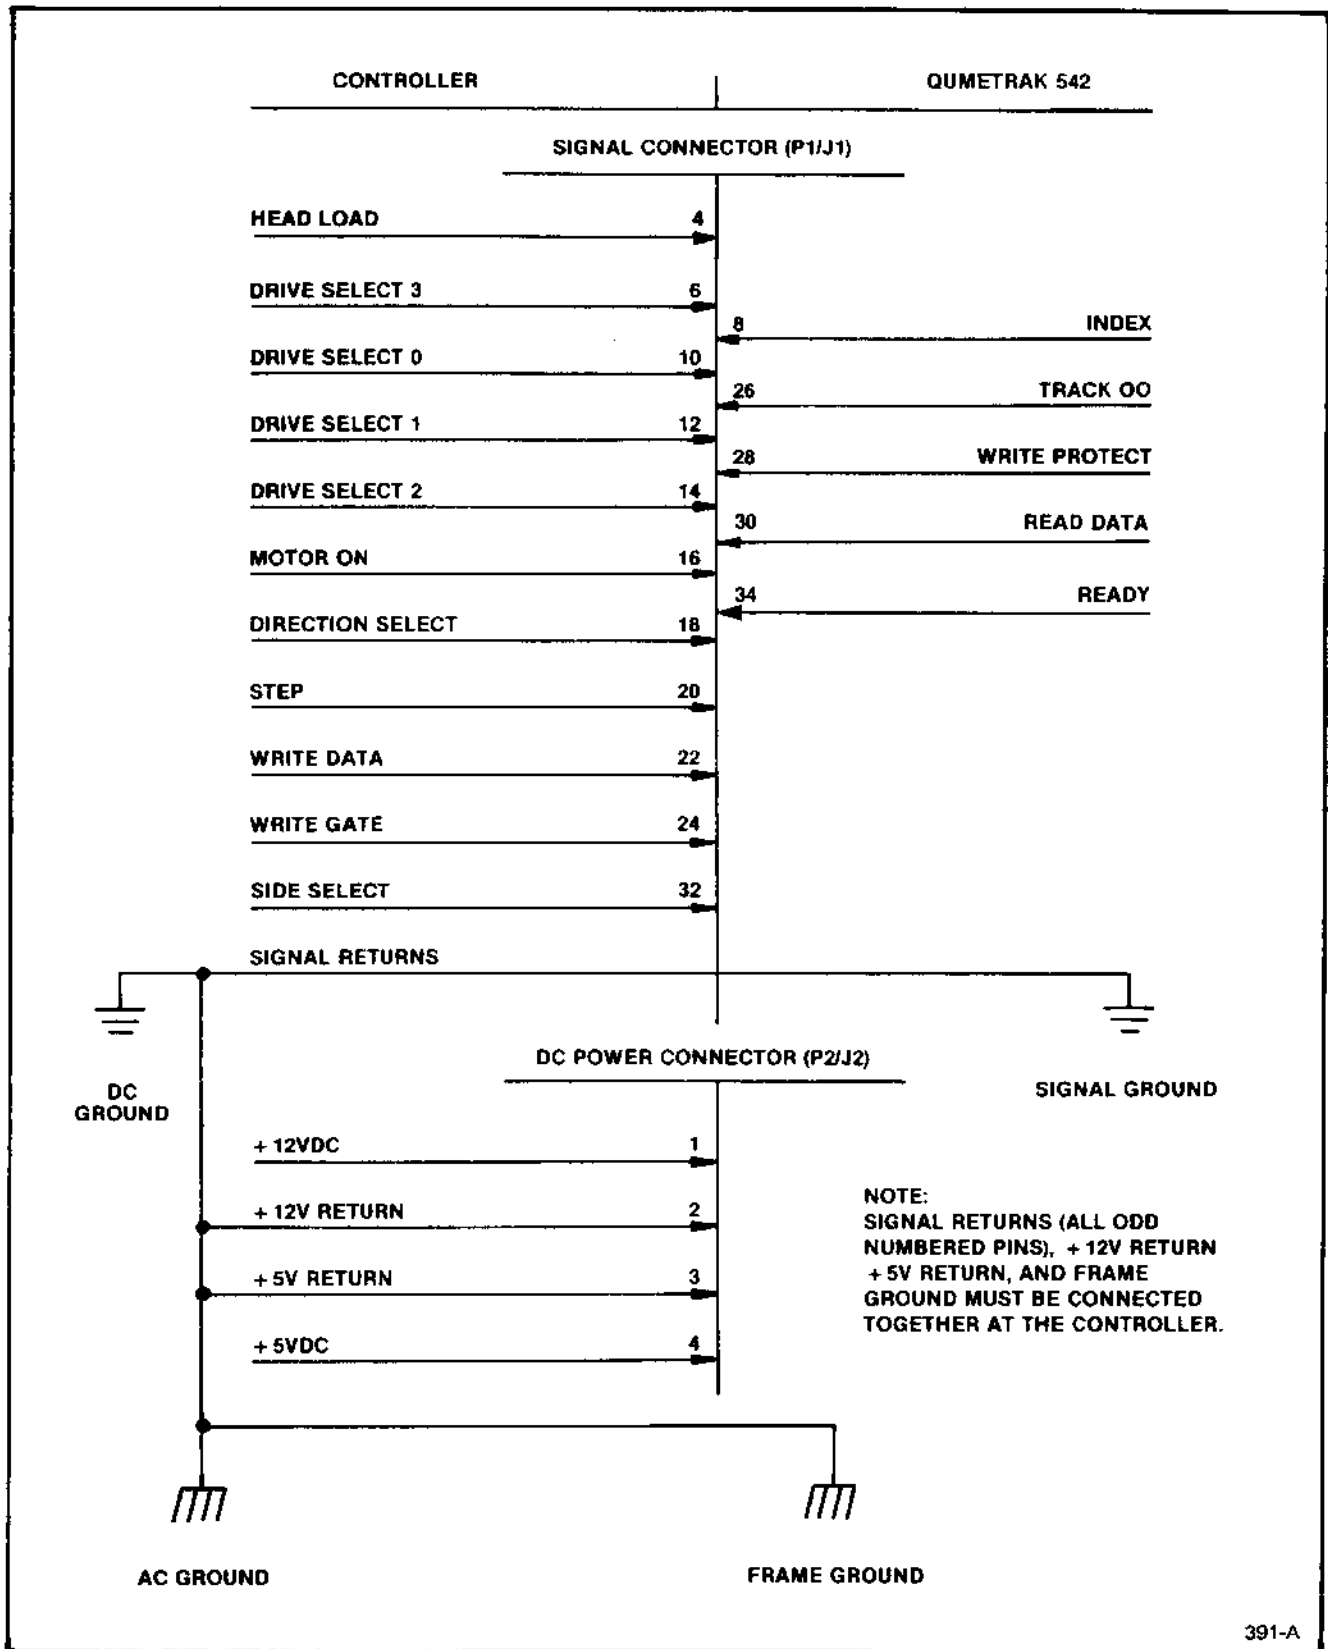 CONTROLLER
QUMETRAK 542
SIGNAL CONNECTOR (P1/J1)
HEAD LOAD 4
DRIVE SELECT 3 6
8 INDEX
DRIVE SELECT 0 10
26 TRACK OO
DRIVE SELECT 1 12
28 WRITE PROTECT
DRIVE SELECT 2 14
30 READ DATA
MOTOR ON 16
34 READY
DIRECTION SELECT 18
STEP 20
WRITE DATA 22
WRITE GATE 24
SIDE SELECT 32
SIGNAL RETURNS
DC POWER CONNECTOR (P2/J2)
DC
GROUND
SIGNAL GROUND
+ 12VDC 1
+ 12V RETURN 2
+ 5V RETURN 3
+ 5VDC 4
NOTE:
SIGNAL RETURNS (ALL ODD
NUMBERED PINS), + 12V RETURN
+ 5V RETURN, AND FRAME
GROUND MUST BE CONNECTED
TOGETHER AT THE CONTROLLER.
AC GROUND
FRAME GROUND
391-A